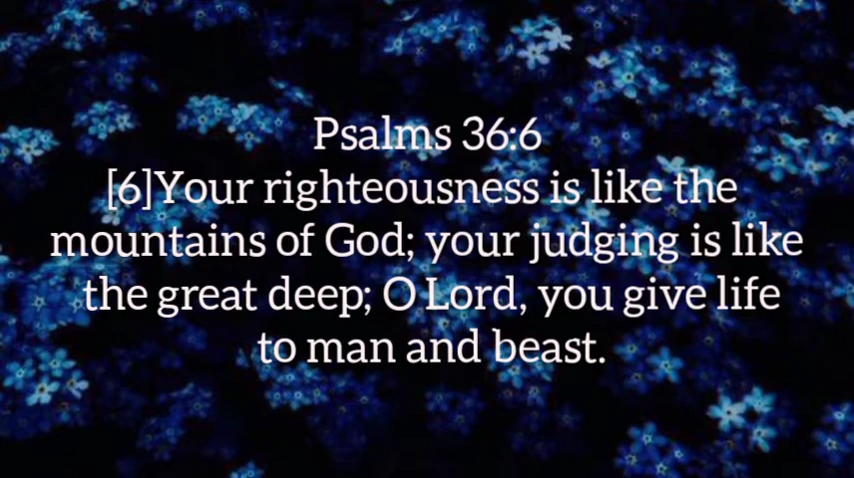 Psalms 36:6
[6]Your righteousness is like the
mountains of God; your judging is like
the great deep; O Lord, you give life
to man and beast.